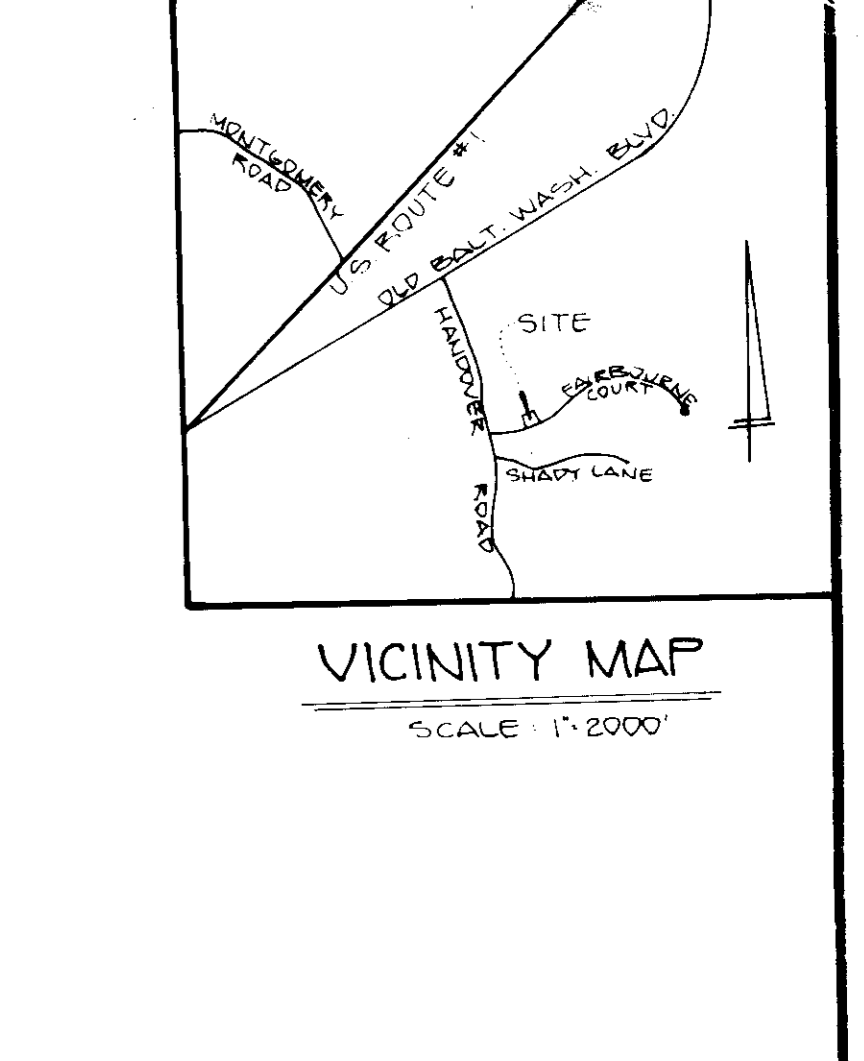 MONTGOMERY
ROAD
U.S. ROUTE #1
OLD BALT. WASH. BLVD.
HANDOVER
ROAD
SITE
FAIRBOURNE
COURT
SHADY LANE
VICINITY MAP
SCALE : 1": 2000'